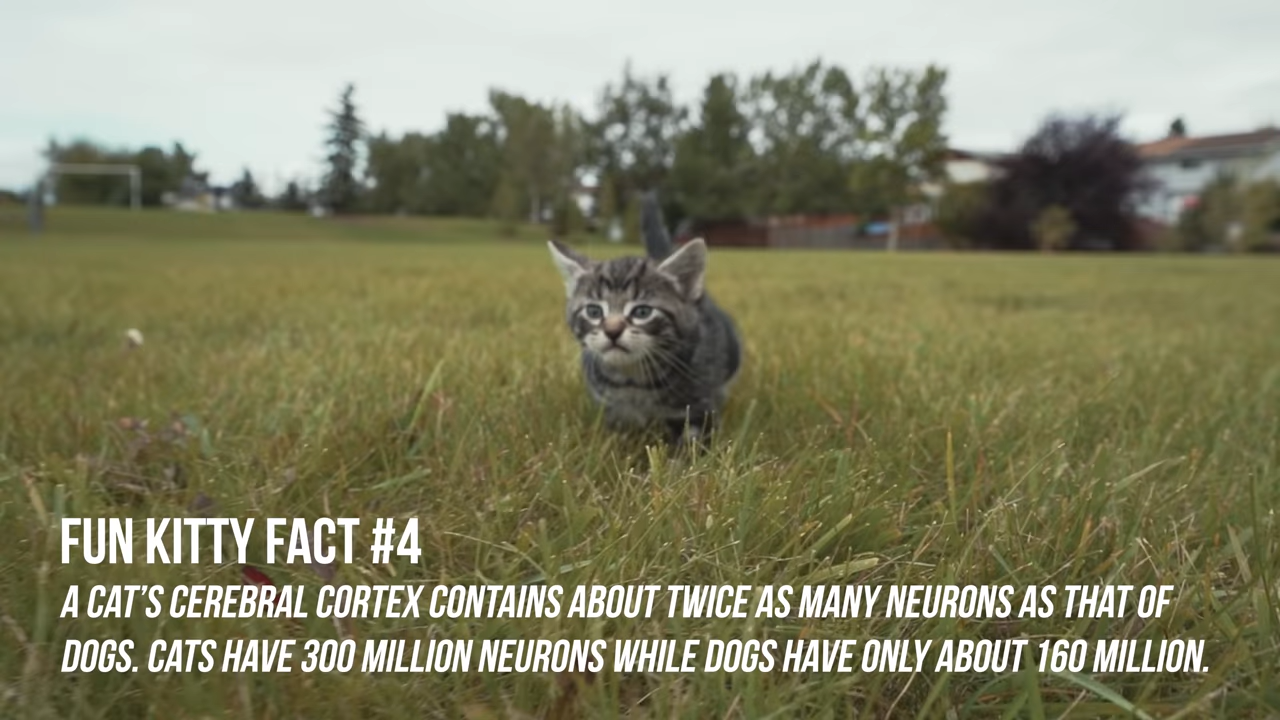 FUN KITTY FACT #4
A CAT'S CEREBRAL CORTEX CONTAINS ABOUT TWICE AS MANY NEURONS AS THAT OF
DOGS. CATS HAVE 300 MILLION NEURONS WHILE DOGS HAVE ONLY ABOUT 160 MILLION.